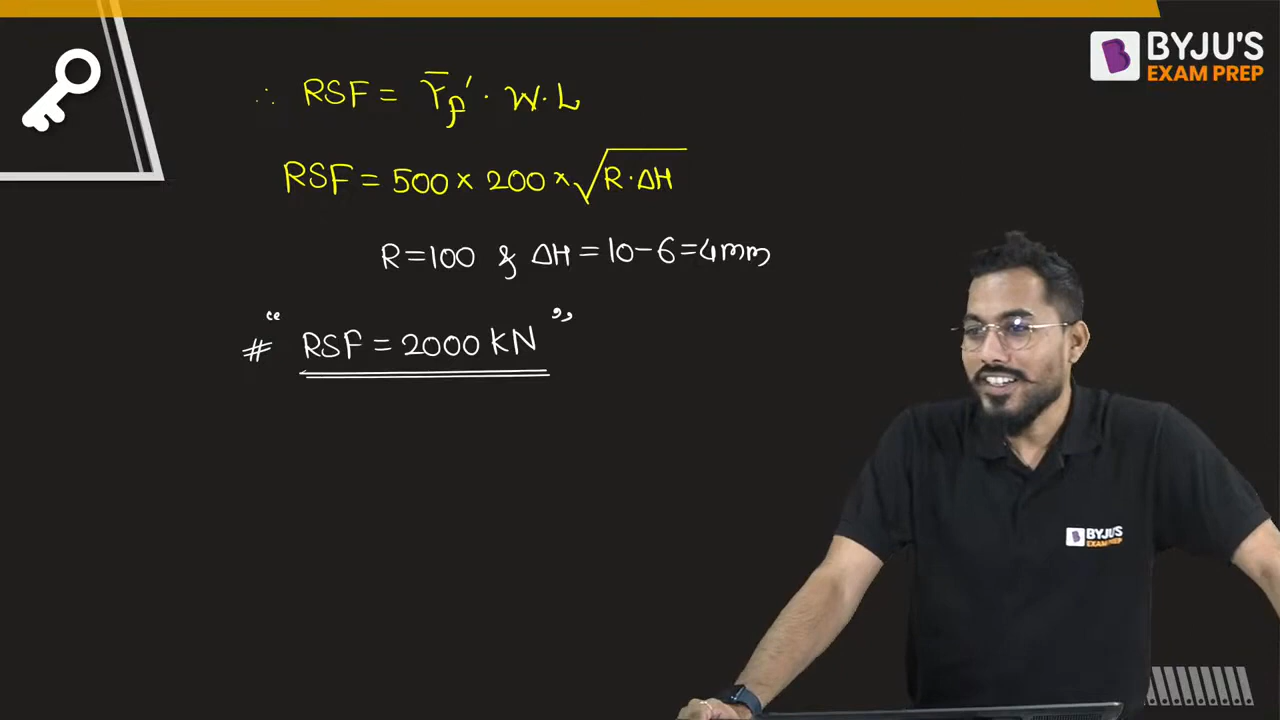 BYJU'S
EXAM PREP
∴ RSF = Ȳp' · W·L
RSF = 500 × 200 × √R·ΔH
R=100 & ΔH = 10-6=4mm
# "RSF = 2000 KN"
BYJU'S
EXAM PREP